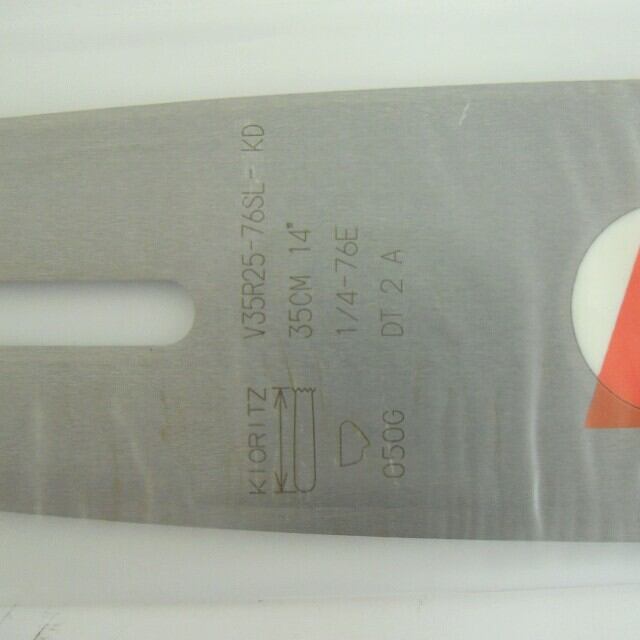 KIORITZ V35R25-76SL- KD
35CM 14"
1/4-76E
050G DT 2 A